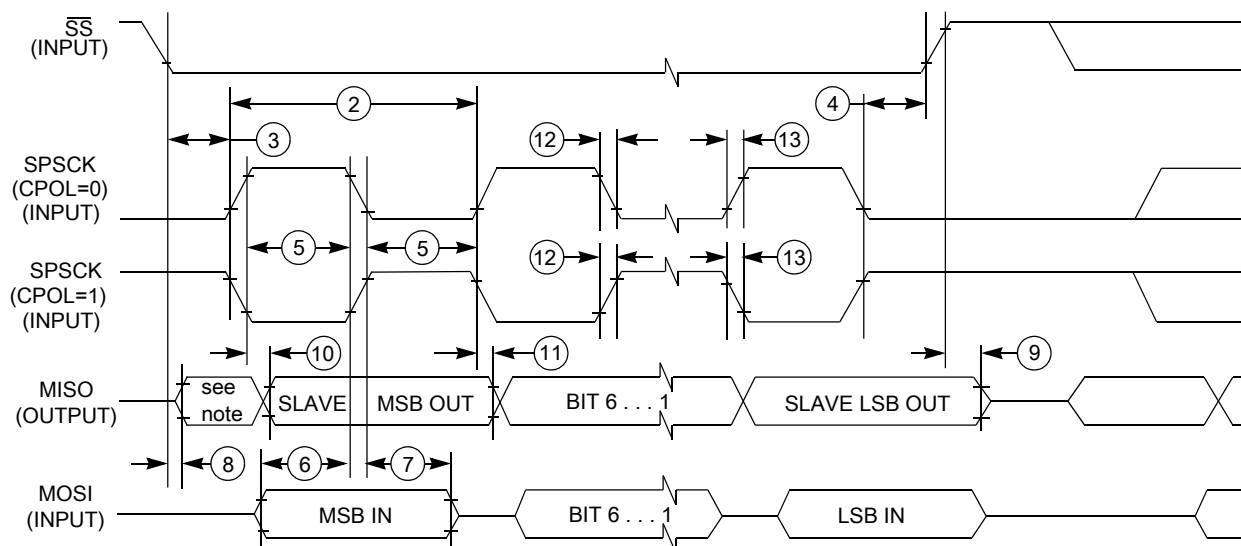 SS
(INPUT)
2
4
3
12
13
SPSCK
(CPOL=0)
(INPUT)
5
5
SPSCK
(CPOL=1)
(INPUT)
12
13
10
11
9
MISO
(OUTPUT)
see
note
SLAVE
MSB OUT
BIT 6 . . . 1
SLAVE LSB OUT
8
6
7
MOSI
(INPUT)
MSB IN
BIT 6 . . . 1
LSB IN